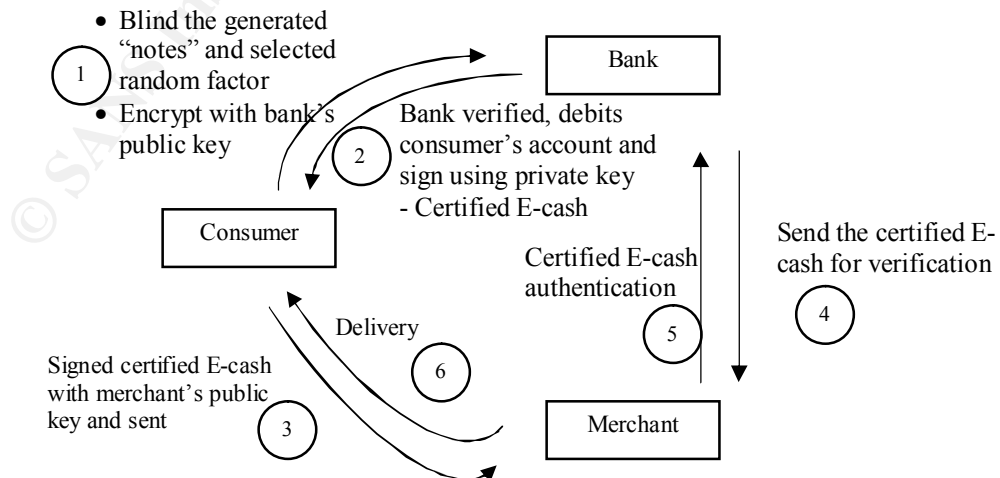 • Blind the generated
“notes” and selected
random factor
• Encrypt with bank’s
public key
1
Bank
2
Bank verified, debits
consumer’s account and
sign using private key
- Certified E-cash
Consumer
Certified E-cash
authentication
5
Send the certified E-
cash for verification
4
Delivery
6
Signed certified E-cash
with merchant’s public
key and sent
3
Merchant
© SANS In